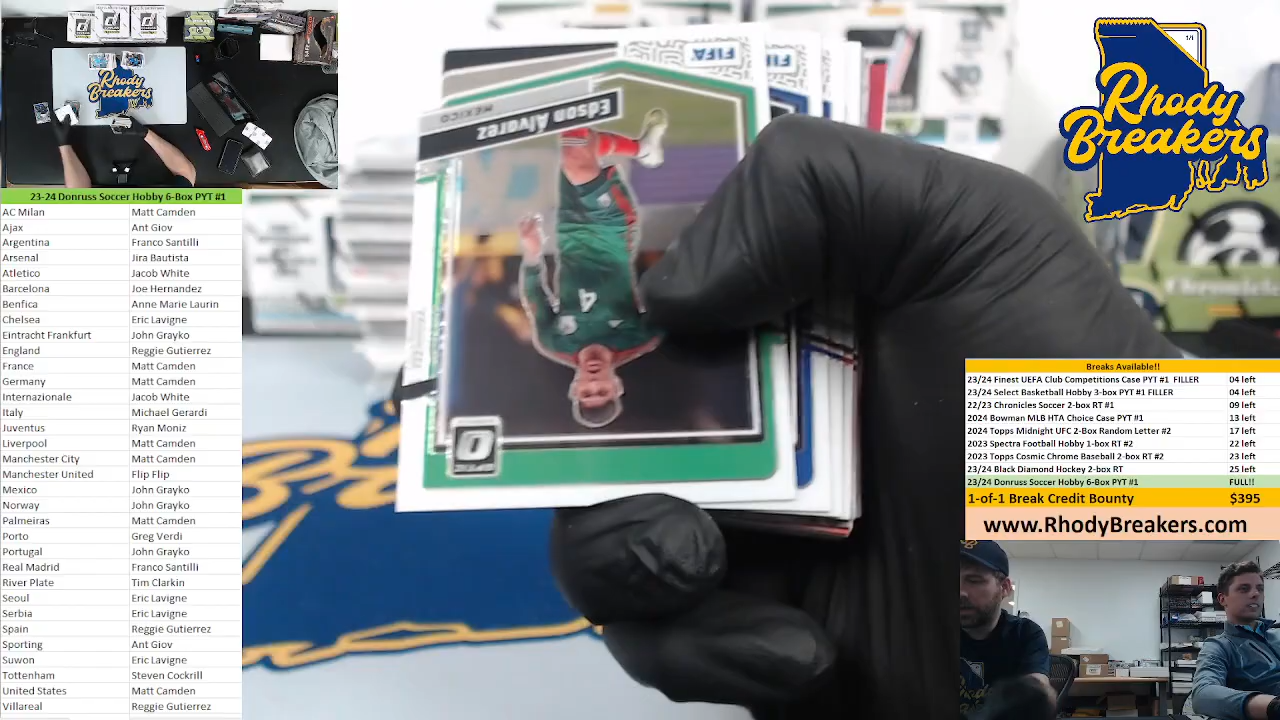 23-24 Donruss Soccer Hobby 6-Box PYT #1
AC Milan Matt Camden
Ajax Ant Giov
Argentina Franco Santilli
Arsenal Jira Bautista
Atletico Jacob White
Barcelona Joe Hernandez
Benfica Anne Marie Laurin
Chelsea Eric Lavigne
Eintracht Frankfurt John Grayko
England Reggie Gutierrez
France Matt Camden
Germany Matt Camden
Internazionale Jacob White
Italy Michael Gerardi
Juventus Ryan Moniz
Liverpool Matt Camden
Manchester City Matt Camden
Manchester United Flip Flip
Mexico John Grayko
Norway John Grayko
Palmeiras Matt Camden
Porto Greg Verdi
Portugal John Grayko
Real Madrid Franco Santilli
River Plate Tim Clarkin
Seoul Eric Lavigne
Serbia Eric Lavigne
Spain Reggie Gutierrez
Sporting Ant Giov
Suwon Eric Lavigne
Tottenham Steven Cockrill
United States Matt Camden
Villareal Reggie Gutierrez
Rhody
Breakers
FIFA
FIFA
MEXICO
Edson Álvarez
4
OPTIC
1/1
Rhody
Breakers
Chronicles
Breaks Available!!
23/24 Finest UEFA Club Competitions Case PYT #1 FILLER 04 left
23/24 Select Basketball Hobby 3-box PYT #1 FILLER 04 left
22/23 Chronicles Soccer 2-box RT #1 09 left
2024 Bowman MLB HTA Choice Case PYT #1 13 left
2024 Topps Midnight UFC 2-Box Random Letter #2 17 left
2023 Spectra Football Hobby 1-box RT #2 22 left
2023 Topps Cosmic Chrome Baseball 2-box RT #2 23 left
23/24 Black Diamond Hockey 2-box RT 25 left
23/24 Donruss Soccer Hobby 6-Box PYT #1 FULL!!
1-of-1 Break Credit Bounty $395
www.RhodyBreakers.com